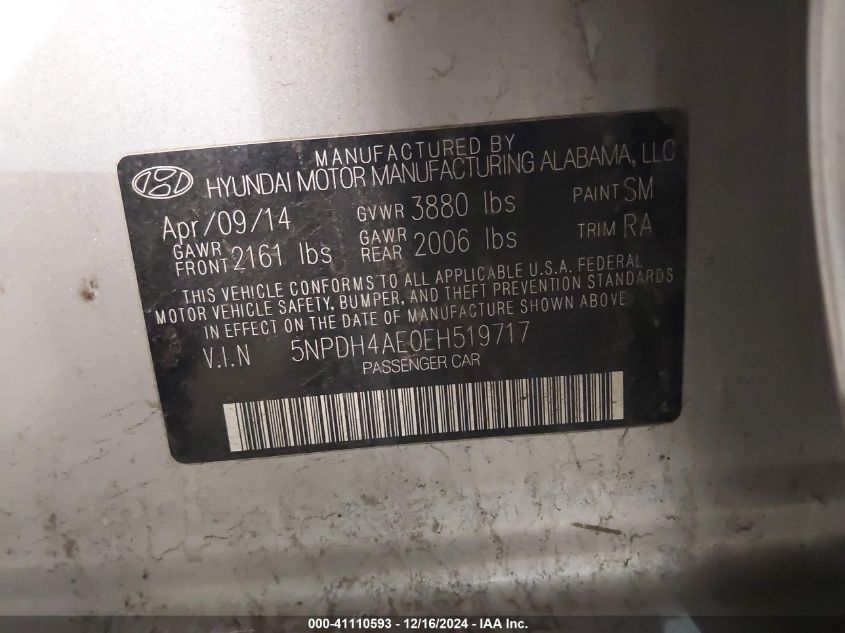 MANUFACTURED BY
HYUNDAI MOTOR MANUFACTURING ALABAMA, LLC
Apr/09/14 GVWR 3880 lbs PAINT SM
GAWR FRONT 2161 lbs GAWR REAR 2006 lbs TRIM RA
THIS VEHICLE CONFORMS TO ALL APPLICABLE U.S.A. FEDERAL
MOTOR VEHICLE SAFETY, BUMPER, AND THEFT PREVENTION STANDARDS
IN EFFECT ON THE DATE OF MANUFACTURE SHOWN ABOVE
V.I.N 5NPDH4AE0EH519717
PASSENGER CAR
000-41110593 - 12/16/2024 - IAA Inc.